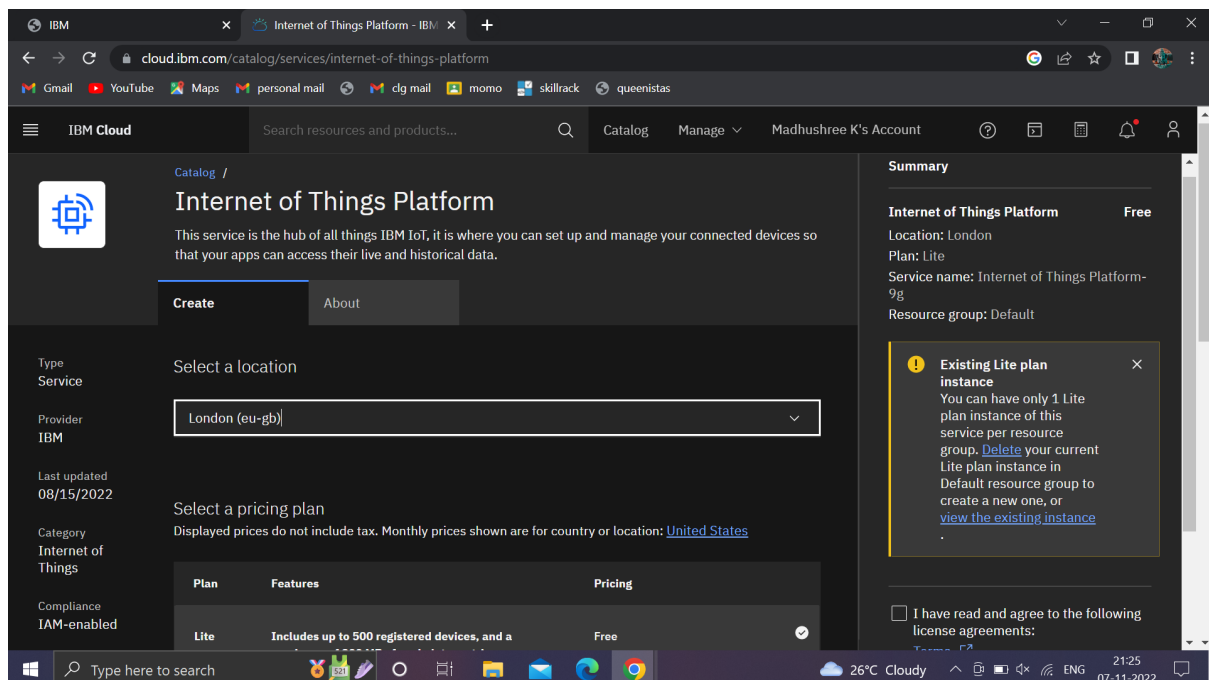 IBM
Internet of Things Platform - IBM
cloud.ibm.com/catalog/services/internet-of-things-platform
Gmail YouTube Maps personal mail clg mail momo skillrack queenistas
IBM Cloud Search resources and products... Catalog Manage Madhushree K's Account
Catalog /
Internet of Things Platform
This service is the hub of all things IBM IoT, it is where you can set up and manage your connected devices so
that your apps can access their live and historical data.
Create About
Type
Service
Provider
IBM
Last updated
08/15/2022
Category
Internet of
Things
Compliance
IAM-enabled
Select a location
London (eu-gb)
Select a pricing plan
Displayed prices do not include tax. Monthly prices shown are for country or location: United States
Plan Features Pricing
Lite Includes up to 500 registered devices, and a Free
Summary
Internet of Things Platform Free
Location: London
Plan: Lite
Service name: Internet of Things Platform-
9g
Resource group: Default
Existing Lite plan
instance
You can have only 1 Lite
plan instance of this
service per resource
group. Delete your current
Lite plan instance in
Default resource group to
create a new one, or
view the existing instance
.
I have read and agree to the following
license agreements:
Terms
Type here to search
521
26°C Cloudy
ENG
21:25
07-11-2022